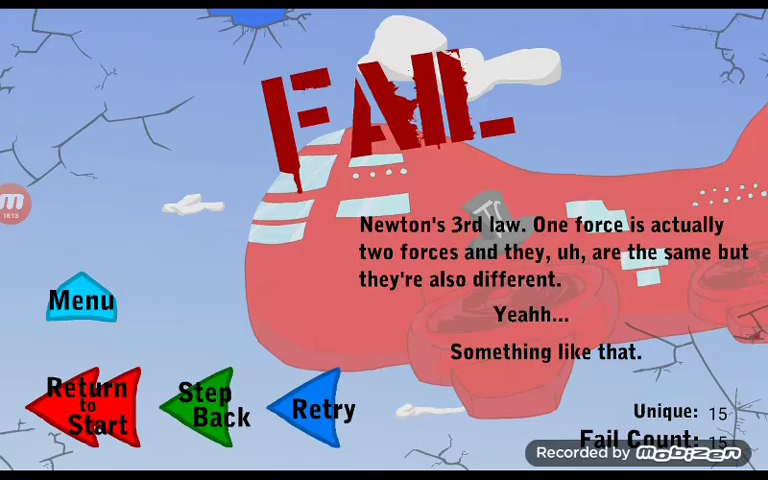 FAIL
TC
Newton's 3rd law. One force is actually
two forces and they, uh, are the same but
they're also different.
Yeahh...
Something like that.
Menu
Return
to
Start
Step
Back
Retry
Unique: 15
Fail Count: 15
Recorded by mobizen
M
1613